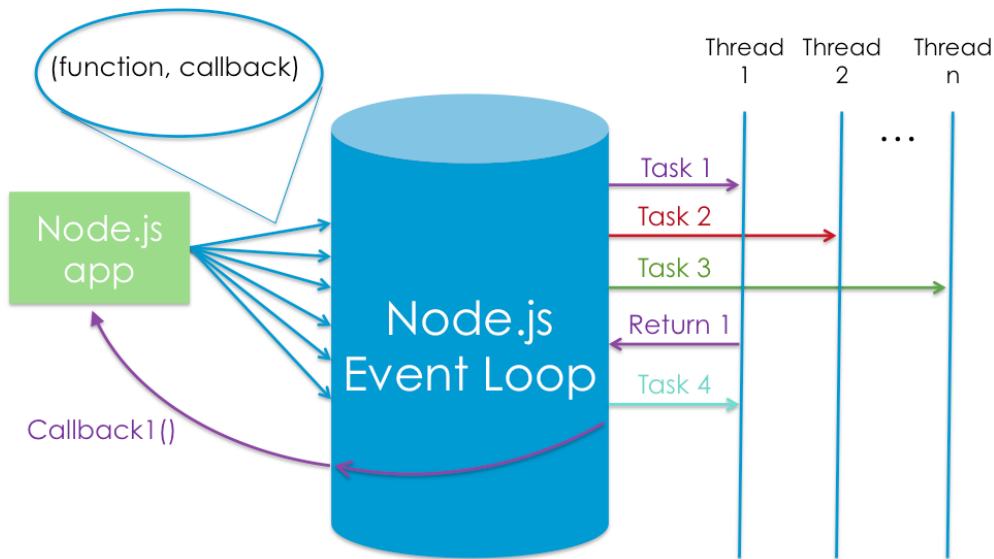 (function, callback)
Thread
1
Thread
2
Thread
n
...
Task 1
Task 2
Node.js
app
Task 3
Node.js
Event Loop
Return 1
Task 4
Callback1()